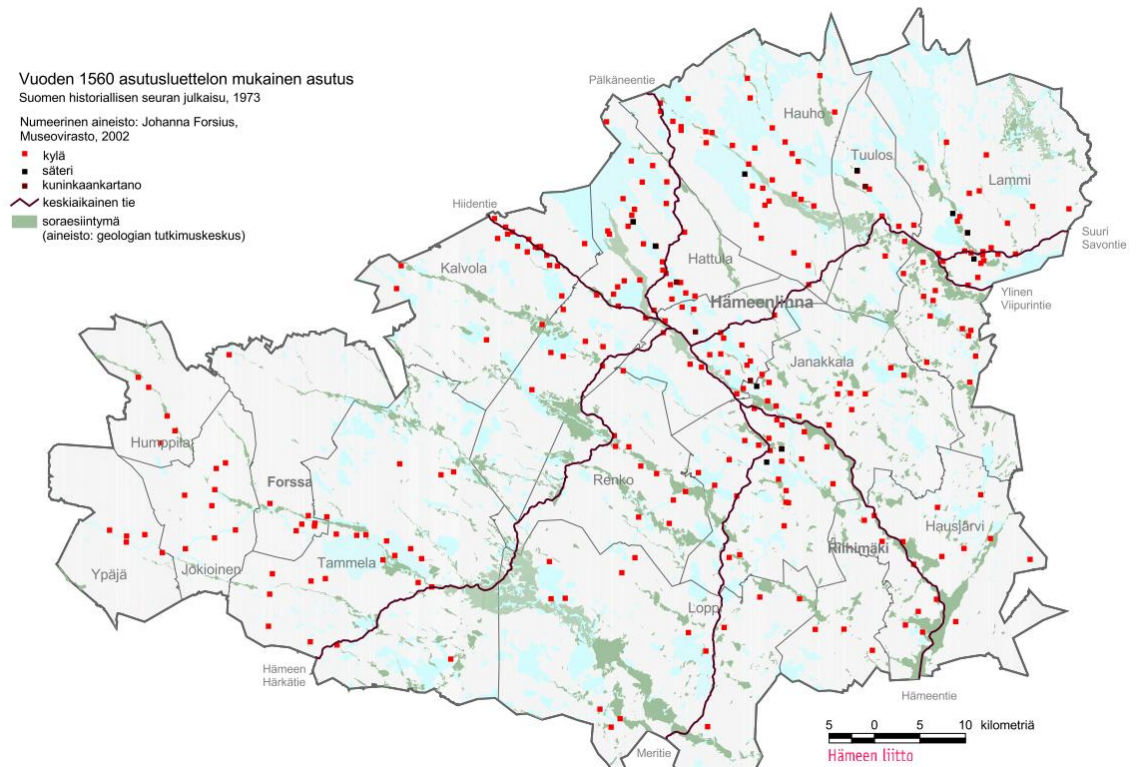 Vuoden 1560 asutusluettelon mukainen asutus
Suomen historiallisen seuran julkaisu, 1973
Numeerinen aineisto: Johanna Forsius,
Museovirasto, 2002
kylä
säteri
kuninkaankartano
keskiaikainen tie
soraesiintymä
(aineisto: geologian tutkimuskeskus)
Pälkäneentie
Hauho
Tuulos
Lammi
Hiidentie
Suuri
Savontie
Kalvola
Hattula
Ylinen
Viipurintie
Hämeenlinna
Janakkala
Humppila
Forssa
Renko
Hausjärvi
Riihimäki
Ypäjä
Jokioinen
Tammela
Loppi
Hämeen
Härkätie
Hämeentie
Meritie
5 0 5 10 kilometriä
Hämeen liitto